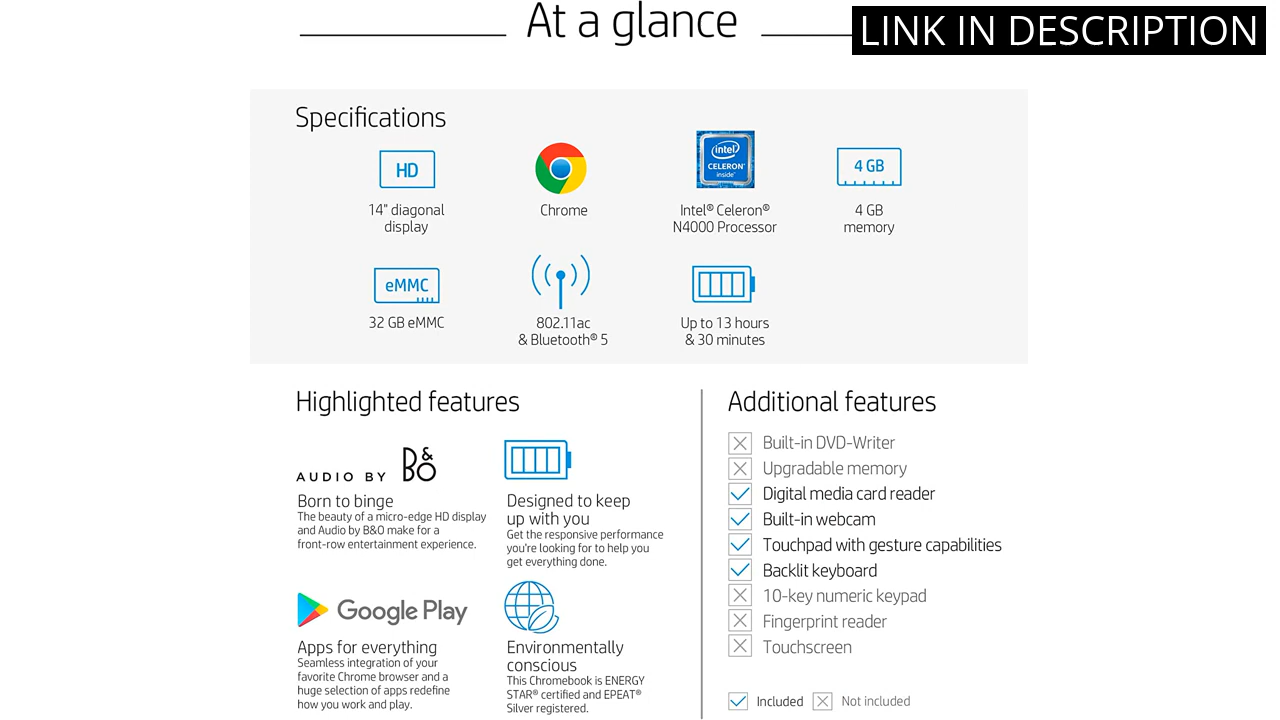 At a glance
LINK IN DESCRIPTION
Specifications
HD
intel
CELERON®
inside™
4 GB
14" diagonal
display
Chrome
Intel® Celeron®
N4000 Processor
4 GB
memory
eMMC
32 GB eMMC
802.11ac
& Bluetooth® 5
Up to 13 hours
& 30 minutes
Highlighted features
AUDIO BY B&O
Born to binge
The beauty of a micro-edge HD display
and Audio by B&O make for a
front-row entertainment experience.
Designed to keep
up with you
Get the responsive performance
you're looking for to help you
get everything done.
Google Play
Apps for everything
Seamless integration of your
favorite Chrome browser and a
huge selection of apps redefine
how you work and play.
Environmentally
conscious
This Chromebook is ENERGY
STAR® certified and EPEAT®
Silver registered.
Additional features
Built-in DVD-Writer
Upgradable memory
Digital media card reader
Built-in webcam
Touchpad with gesture capabilities
Backlit keyboard
10-key numeric keypad
Fingerprint reader
Touchscreen
Included
Not included